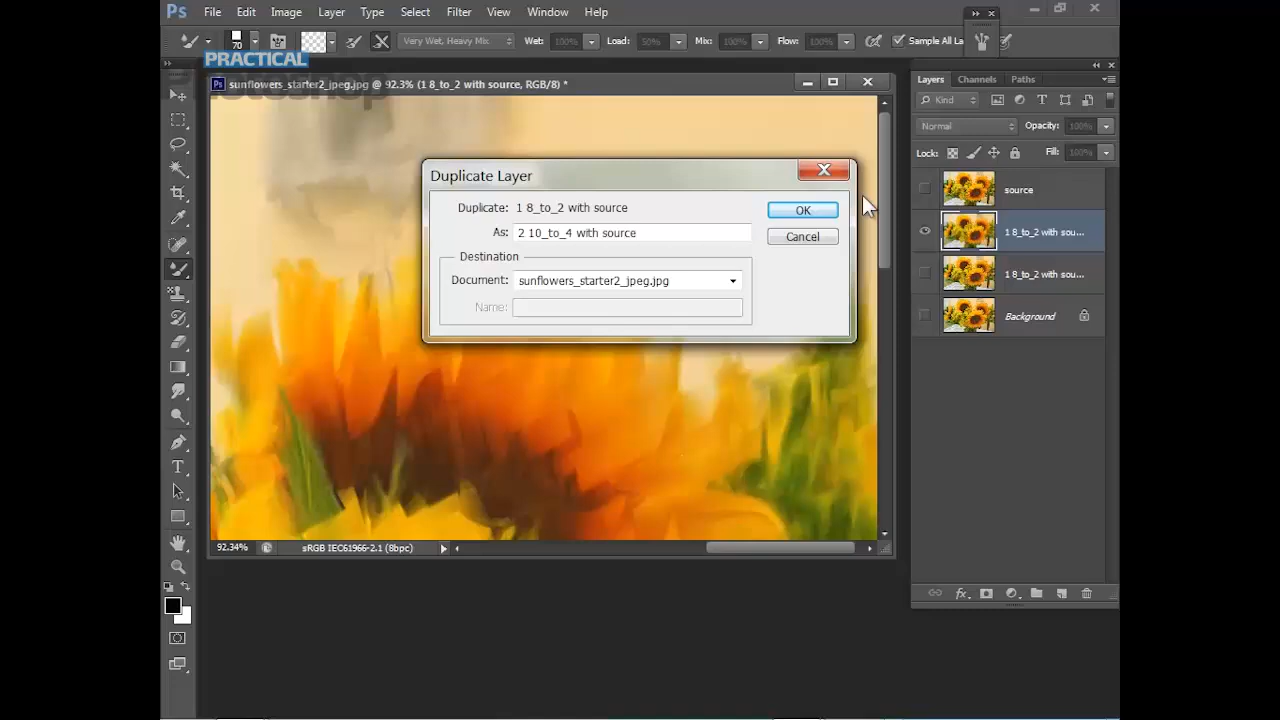 Ps File Edit Image Layer Type Select Filter View Window Help
70 Very Wet, Heavy Mix Wet: 100% Load: 50% Mix: 100% Flow: 100% Sample All La
PRACTICAL
Photoshop
sunflowers_starter2_jpeg.jpg @ 92.3% (1 8_to_2 with source, RGB/8) *
Layers Channels Paths
Kind
Normal Opacity: 100%
Lock: Fill: 100%
source
1 8_to_2 with sou...
1 8_to_2 with sou...
Background
Duplicate Layer
Duplicate: 1 8_to_2 with source
As: 2 10_to_4 with source
OK
Cancel
Destination
Document: sunflowers_starter2_jpeg.jpg
Name:
92.34% sRGB IEC61966-2.1 (8bpc)